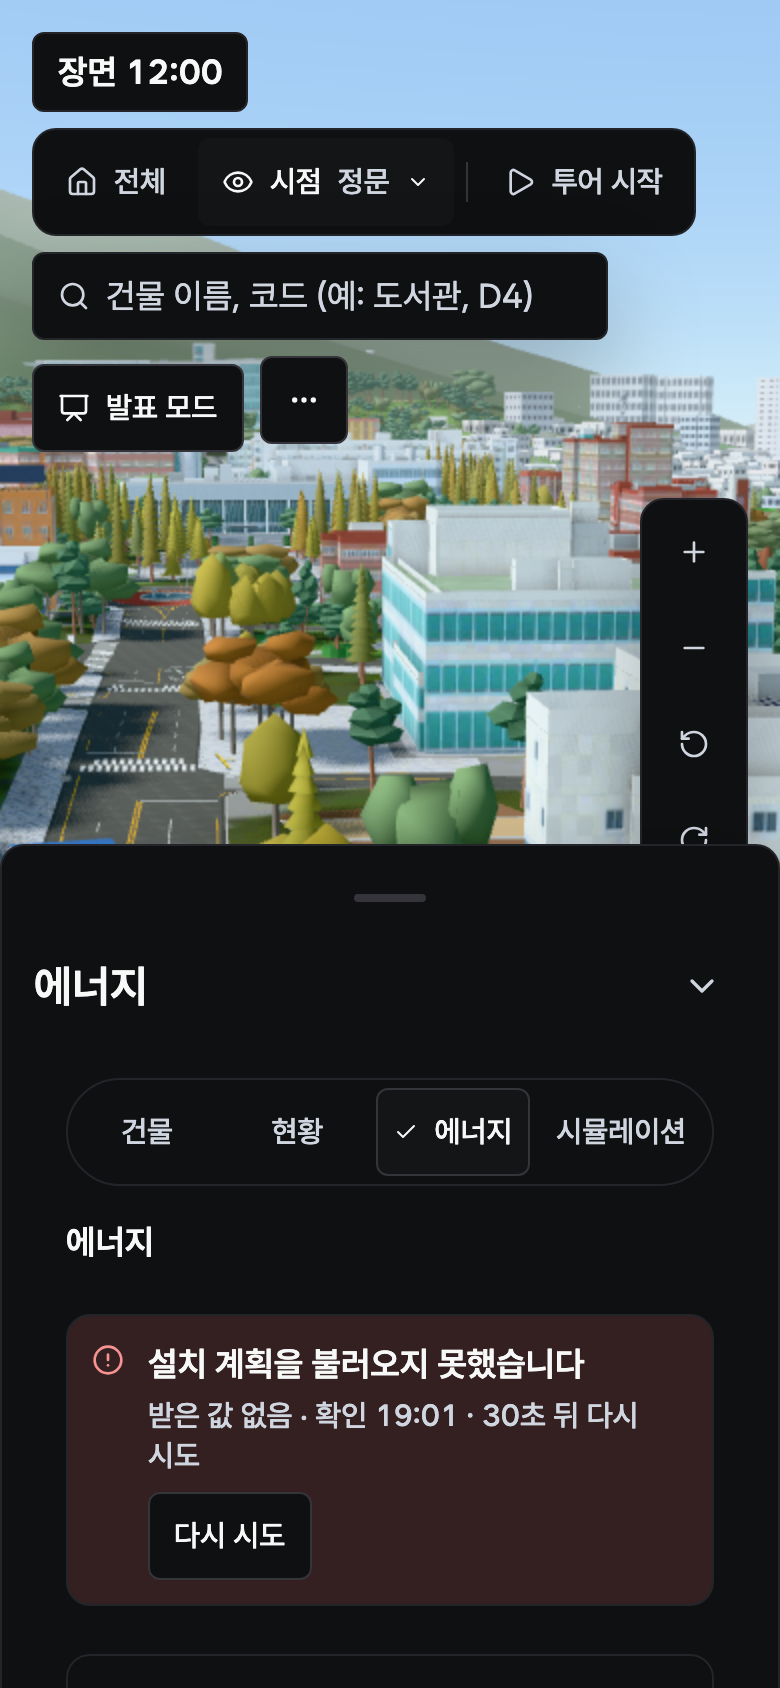 장면 12:00
전체 시점 정문 투어 시작
건물 이름, 코드 (예: 도서관, D4)
발표 모드
에너지
건물 현황 에너지 시뮬레이션
에너지
설치 계획을 불러오지 못했습니다
받은 값 없음 · 확인 19:01 · 30초 뒤 다시
시도
다시 시도